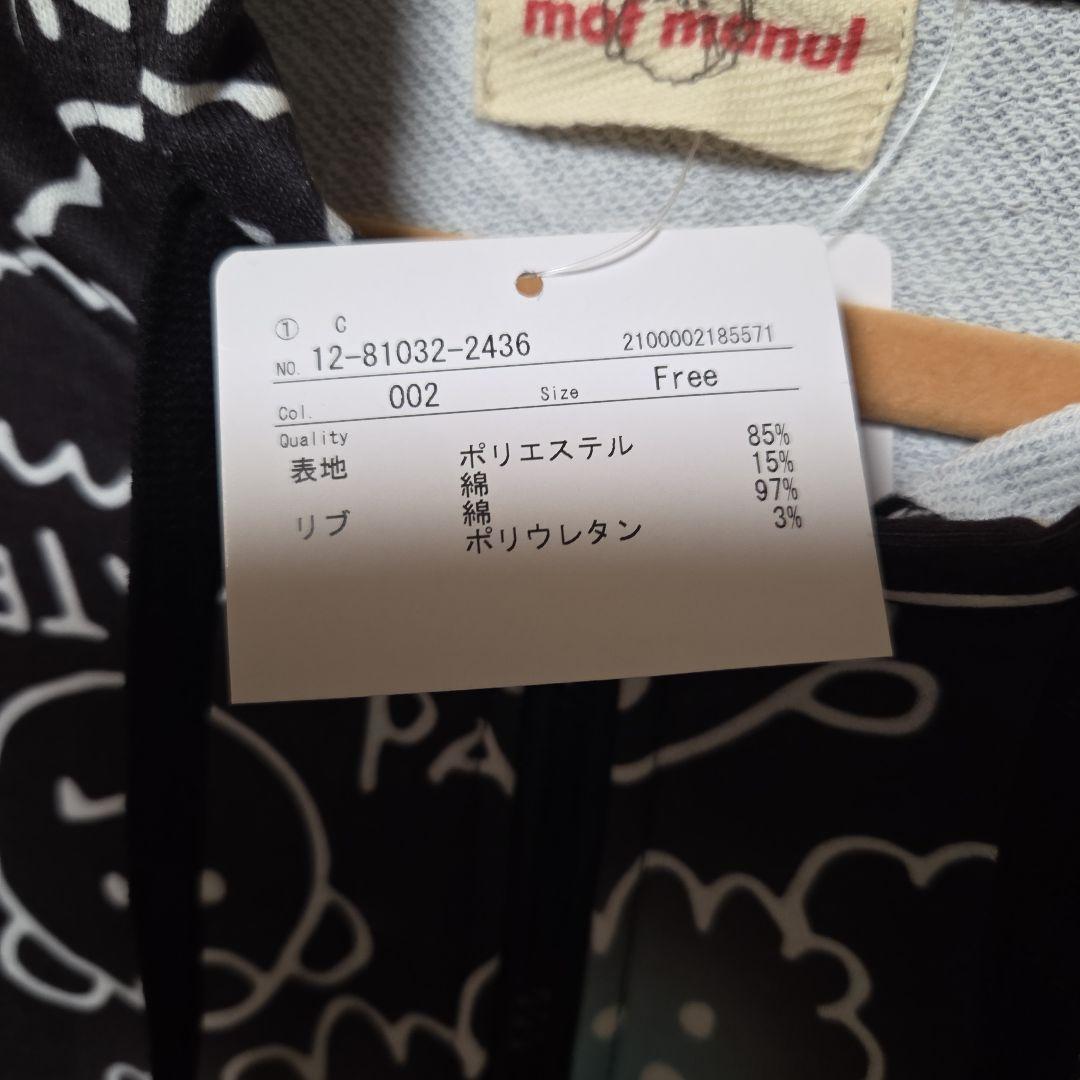 mof manul
① C
NO. 12-81032-2436 2100002185571
Col. 002 Size Free
Quality
表地 ポリエステル 85%
綿 15%
リブ 綿 97%
ポリウレタン 3%
PA